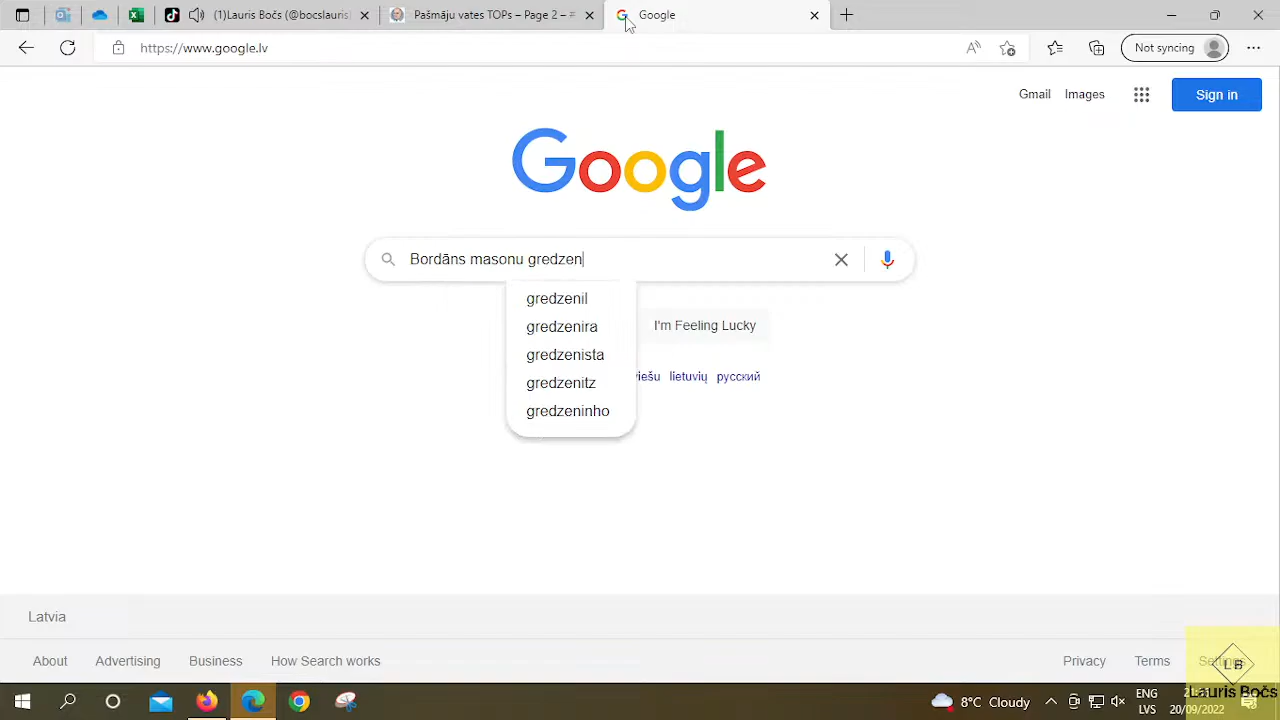 (1)Lauris Bočs (@bocslauris
Pašmāju vates TOPs – Page 2 –
Google
https://www.google.lv
Not syncing
Gmail Images
Sign in
Google
Bordāns masonu gredzen
gredzenil
gredzenira
gredzenista
gredzenitz
gredzeninho
I'm Feeling Lucky
lietuvių русский
Latvia
About Advertising Business How Search works
Privacy Terms Settings
LB
Lauris Bočs
8°C Cloudy
ENG
LVS
20/09/2022